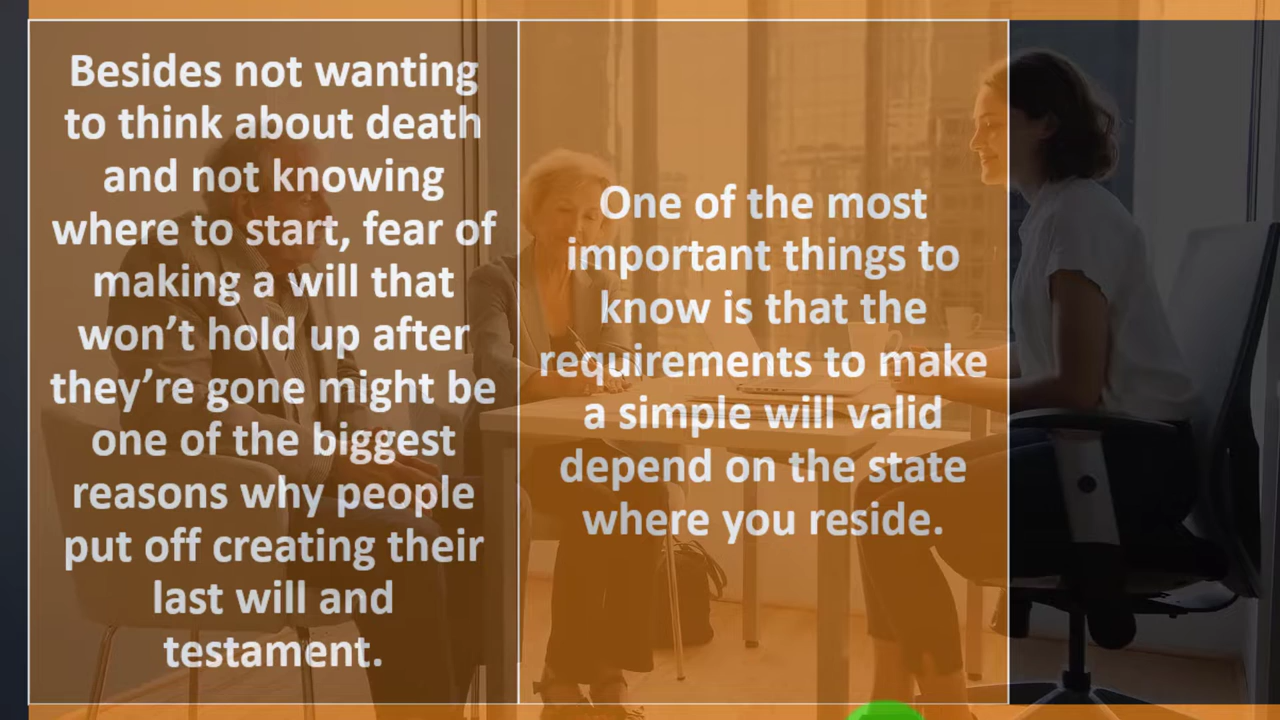 Besides not wanting
to think about death
and not knowing
where to start, fear of
making a will that
won’t hold up after
they’re gone might be
one of the biggest
reasons why people
put off creating their
last will and
testament.
One of the most
important things to
know is that the
requirements to make
a simple will valid
depend on the state
where you reside.